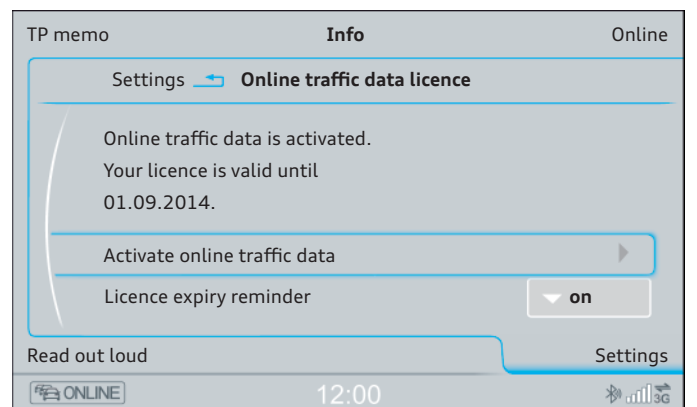 TP memo Info Online
Settings Online traffic data licence
Online traffic data is activated.
Your licence is valid until
01.09.2014.
Activate online traffic data
Licence expiry reminder on
Read out loud Settings
ONLINE 12:00 3G